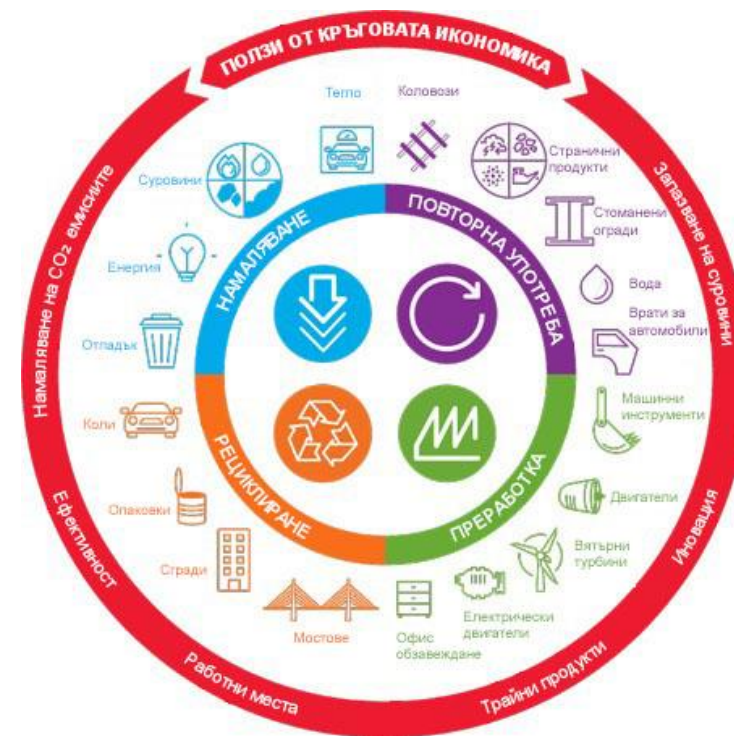 ПОЛЗИ ОТ КРЪГОВАТА ИКОНОМИКА
Запазване на суровини
Иновация
Трайни продукти
Работни места
Ефективност
Намаляване на CO₂ емисиите
НАМАЛЯВАНЕ
Тегло
Суровини
Енергия
Отпадък
ПОВТОРНА УПОТРЕБА
Коловози
Странични
продукти
Стоманени
огради
Вода
Врати за
автомобили
ПРЕРАБОТКА
Машинни
инструменти
Двигатели
Вятърни
турбини
Електрически
двигатели
Офис
обзавеждане
РЕЦИКЛИРАНЕ
Коли
Опаковки
Сгради
Мостове